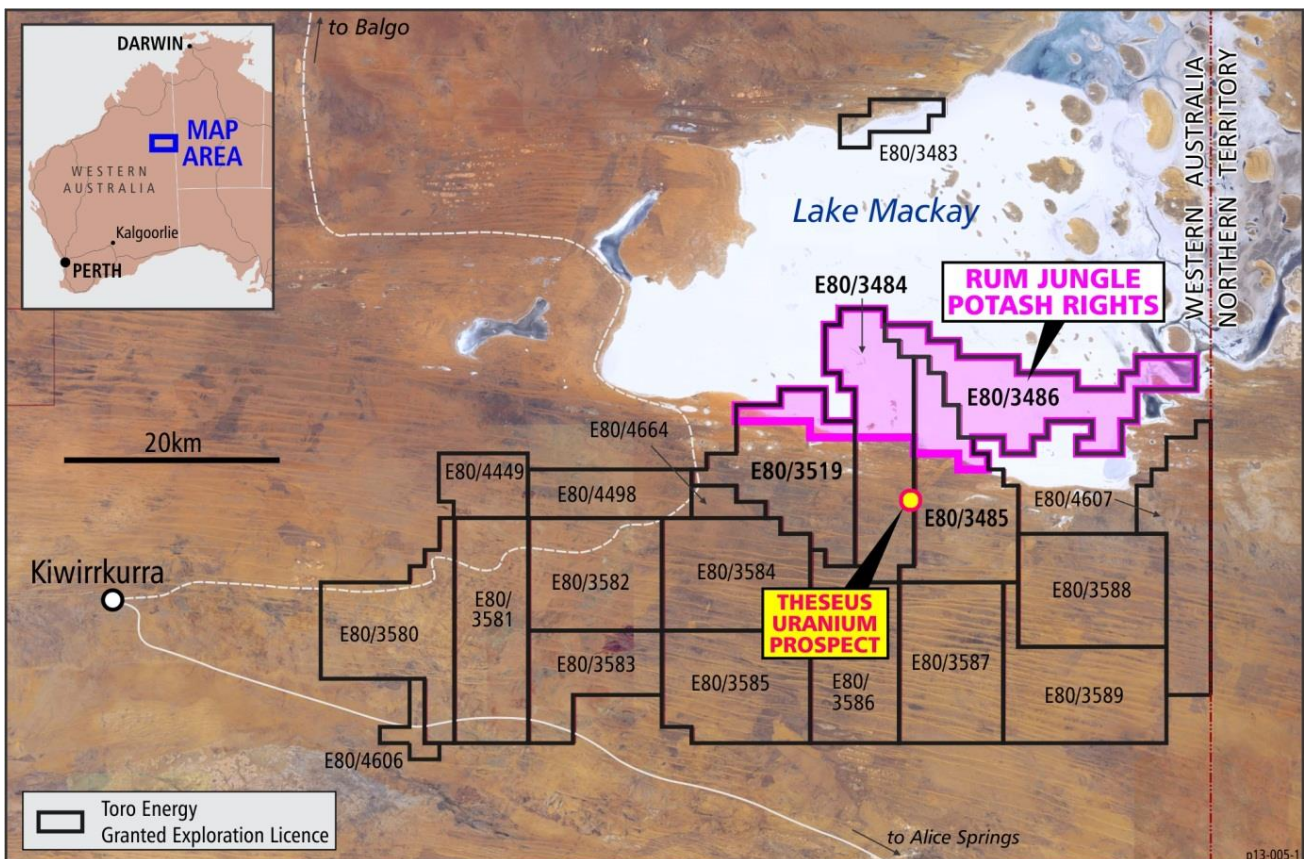 to Balgo
DARWIN
MAP
AREA
WESTERN
AUSTRALIA
Kalgoorlie
PERTH
E80/3483
Lake Mackay
WESTERN AUSTRALIA
NORTHERN TERRITORY
E80/3484
RUM JUNGLE
POTASH RIGHTS
E80/3486
20km
E80/4664
E80/4449
E80/4498
E80/3519
E80/3485
E80/4607
Kiwirrkurra
E80/3580
E80/
3581
E80/3582
E80/3584
THESEUS
URANIUM
PROSPECT
E80/3588
E80/3583
E80/3585
E80/
3586
E80/3587
E80/3589
E80/4606
Toro Energy
Granted Exploration Licence
to Alice Springs
p13-005-1